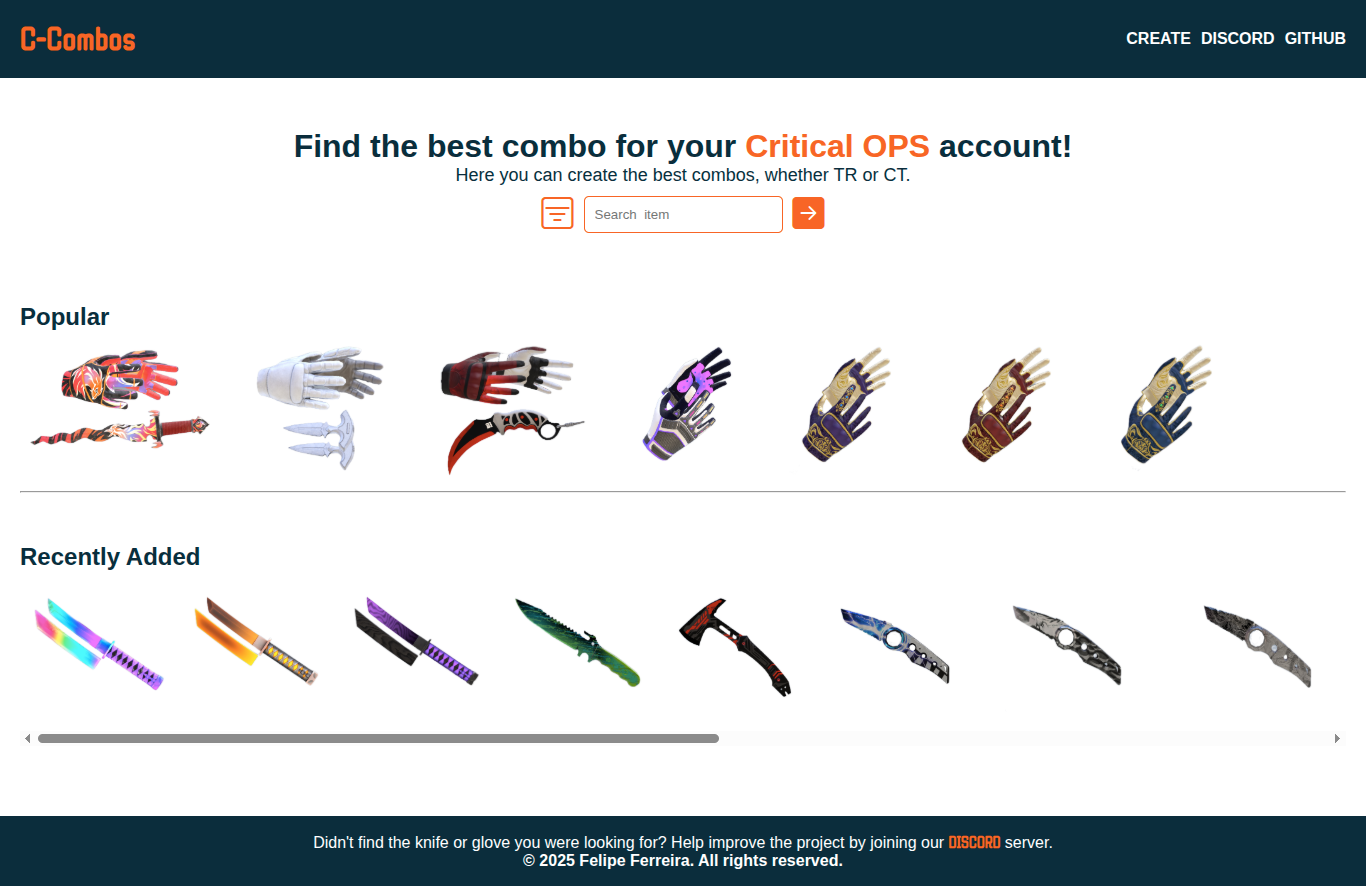 C-Combos
CREATE DISCORD GITHUB
Find the best combo for your Critical OPS account!
Here you can create the best combos, whether TR or CT.
Search item
Popular
Recently Added
Didn't find the knife or glove you were looking for? Help improve the project by joining our DISCORD server.
© 2025 Felipe Ferreira. All rights reserved.